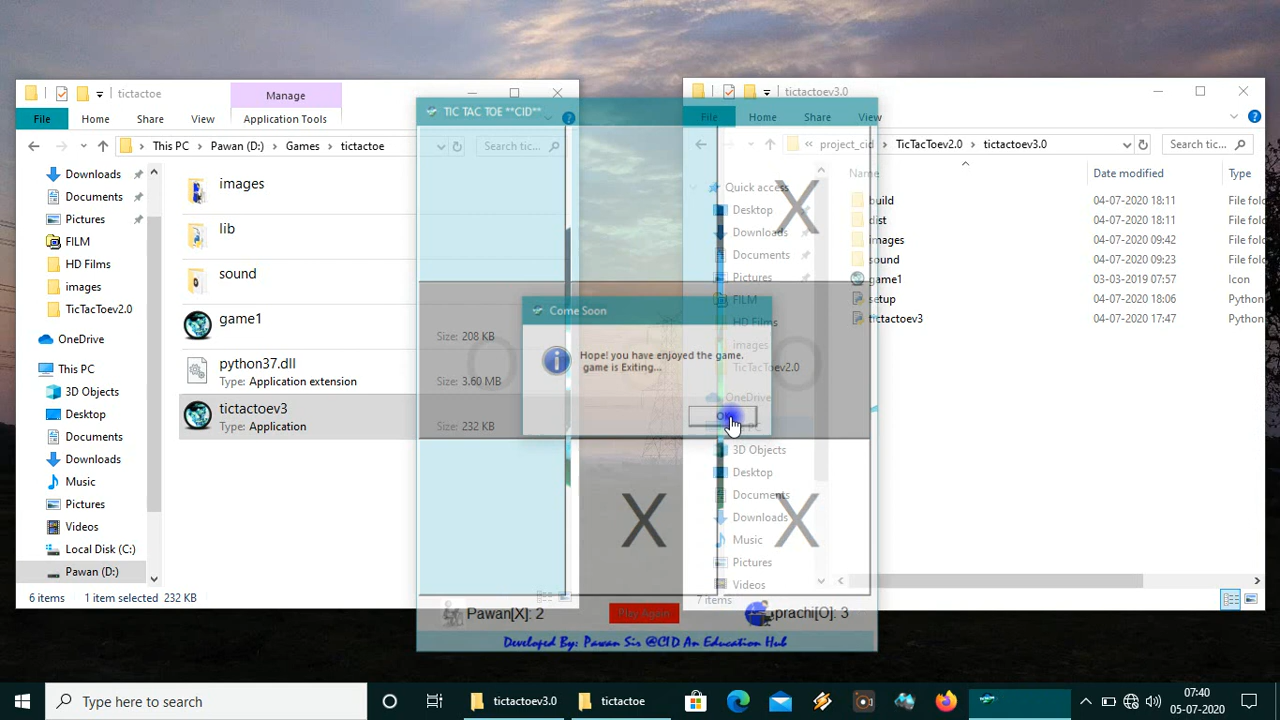 tictactoe
Manage
File
Home
Share
View
Application Tools
This PC
Pawan (D:)
Games
tictactoe
Search tic...
Downloads
Documents
Pictures
FILM
HD Films
images
TicTacToev2.0
OneDrive
This PC
3D Objects
Desktop
Documents
Downloads
Music
Pictures
Videos
Local Disk (C:)
Pawan (D:)
images
lib
sound
game1
Size: 208 KB
python37.dll
Type: Application extension
Size: 3.60 MB
tictactoev3
Type: Application
Size: 232 KB
6 items
1 item selected 232 KB
TIC TAC TOE **CID**
X
O
O
X
X
Come Soon
Hope! you have enjoyed the game.
game is Exiting...
OK
Pawan[X]: 2
Play Again
prachi[O]: 3
Developed By: Pawan Sir @CID An Education Hub
tictactoev3.0
File
Home
Share
View
project_cid
TicTacToev2.0
tictactoev3.0
Search tic...
Quick access
Desktop
Downloads
Documents
Pictures
FILM
HD Films
images
TicTacToev2.0
OneDrive
PC
3D Objects
Desktop
Documents
Downloads
Music
Pictures
Videos
7 items
Name
Date modified
Type
build
04-07-2020 18:11
File fol
dist
04-07-2020 18:11
File fol
images
04-07-2020 09:42
File fol
sound
04-07-2020 09:23
File fol
game1
03-03-2019 07:57
Icon
setup
04-07-2020 18:06
Python
tictactoev3
04-07-2020 17:47
Python
Type here to search
tictactoev3.0
tictactoe
07:40
05-07-2020